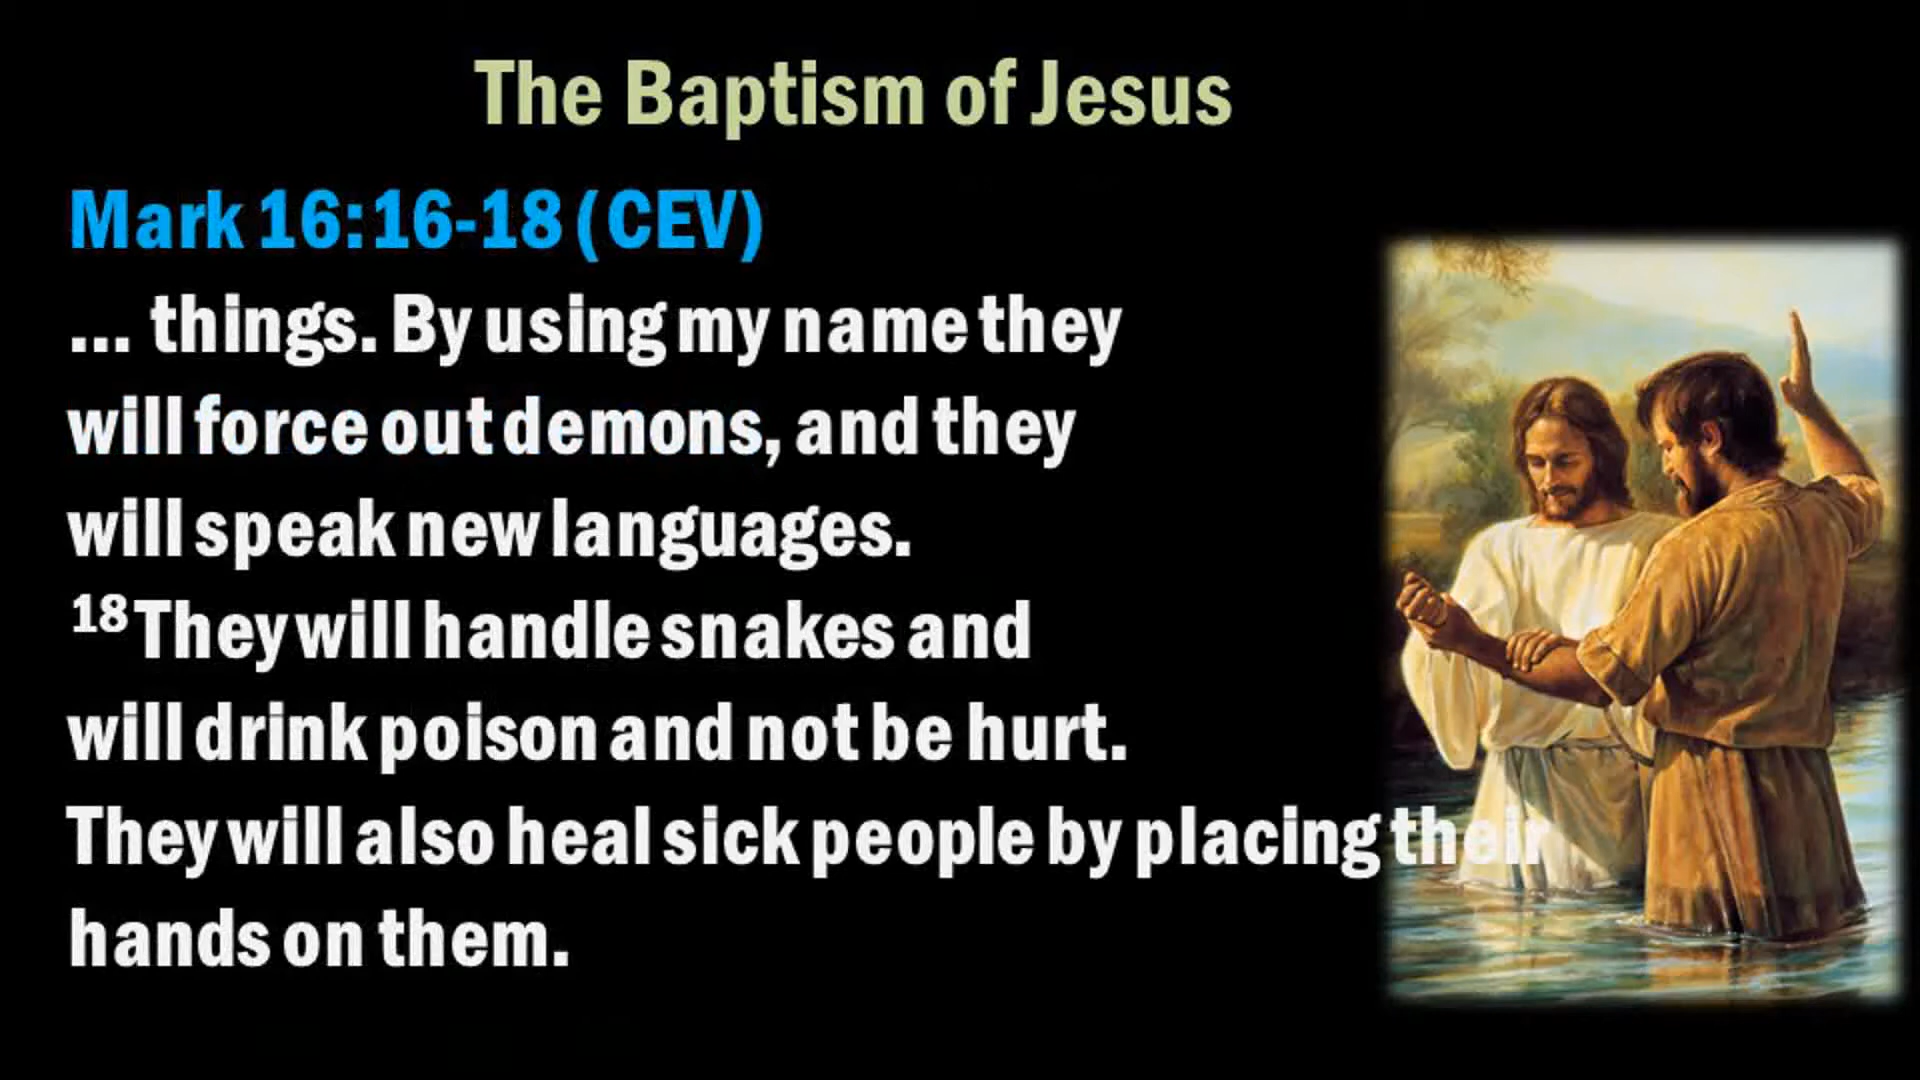 The Baptism of Jesus
Mark 16:16-18 (CEV)
... things. By using my name they
will force out demons, and they
will speak new languages.
18 They will handle snakes and
will drink poison and not be hurt.
They will also heal sick people by placing their
hands on them.